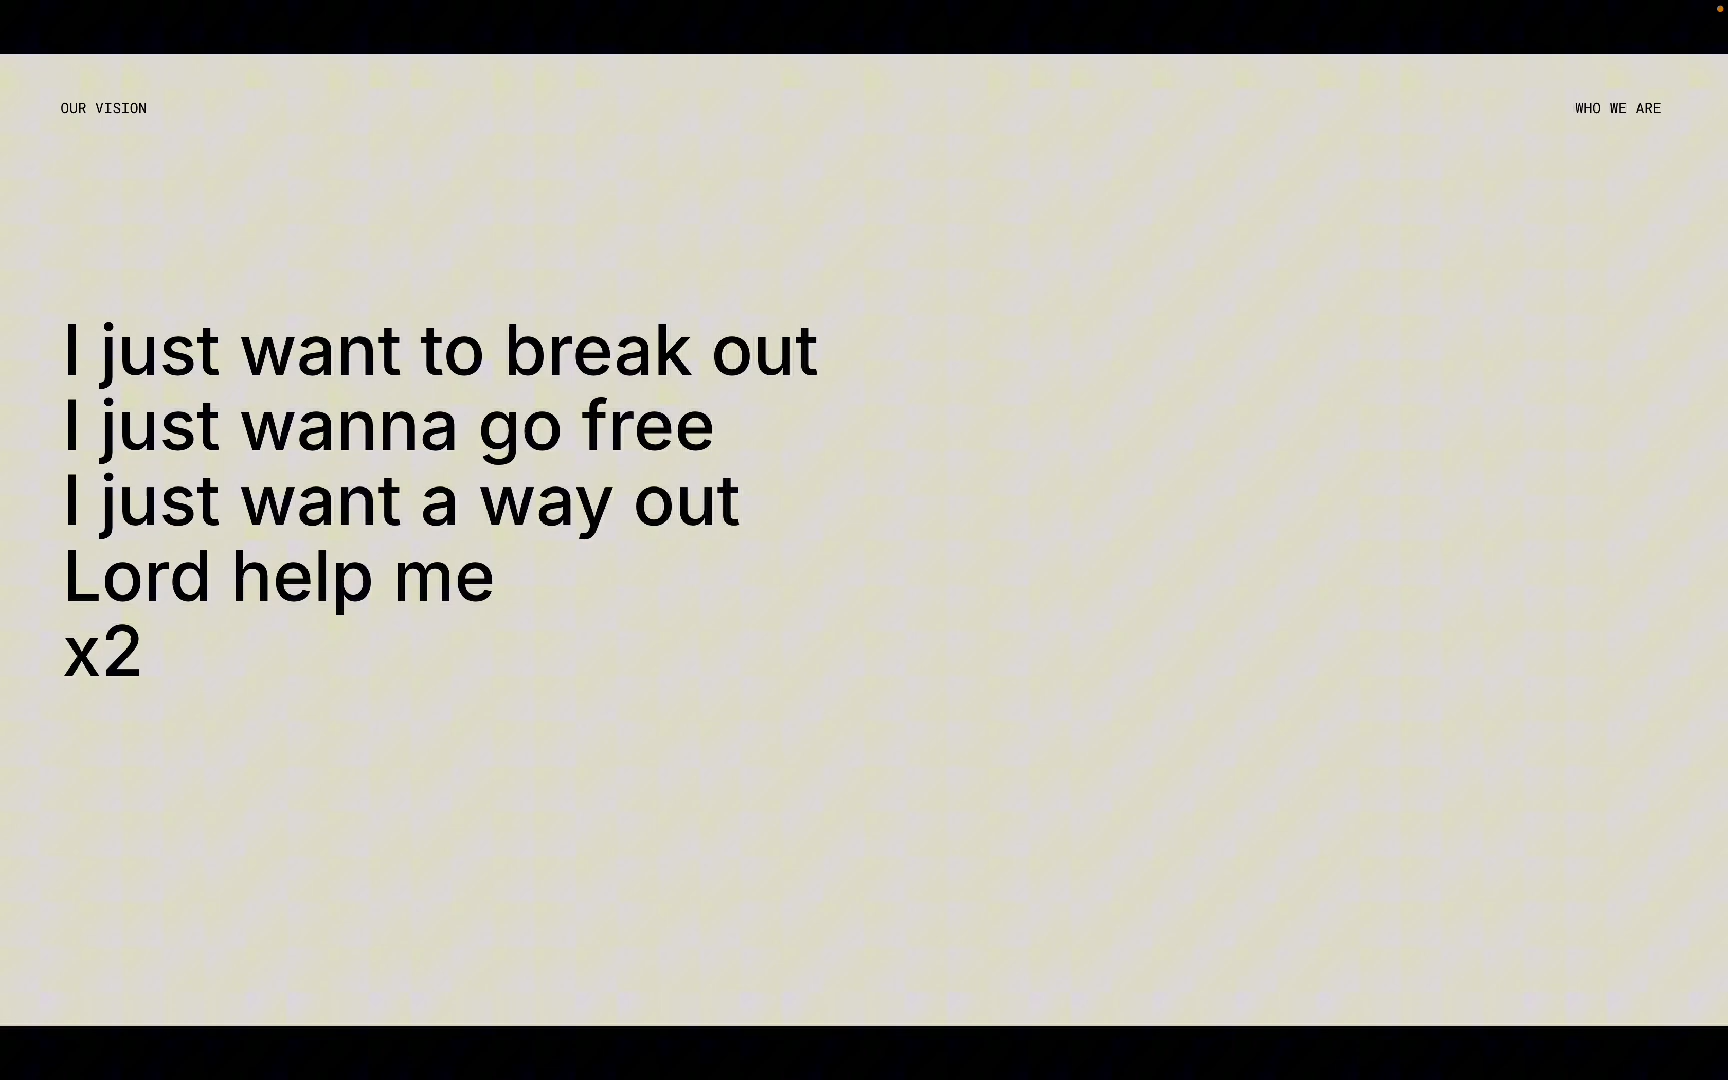 OUR VISION
WHO WE ARE
I just want to break out
I just wanna go free
I just want a way out
Lord help me
x2